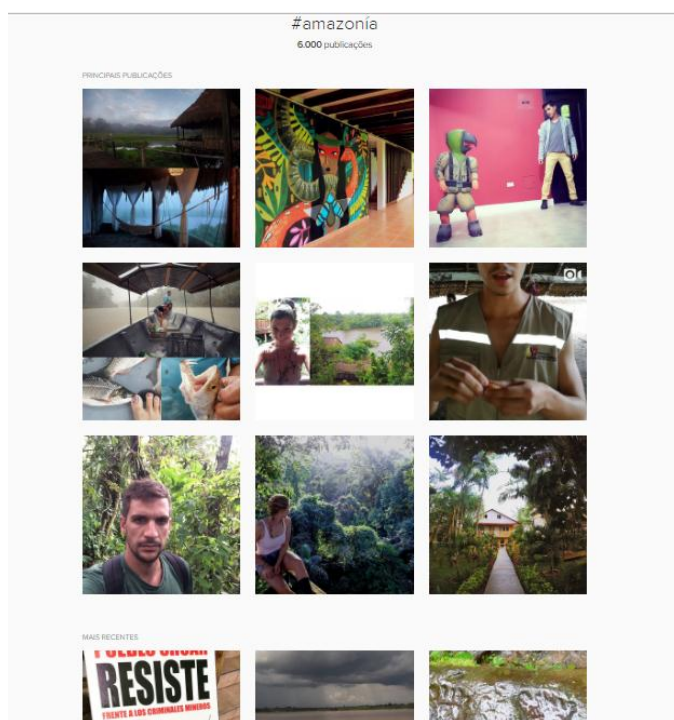 #amazonía
6.000 publicações
PRINCIPAIS PUBLICAÇÕES
MAIS RECENTES
RESISTE
FRENTE A LOS CRIMINALES MINEROS